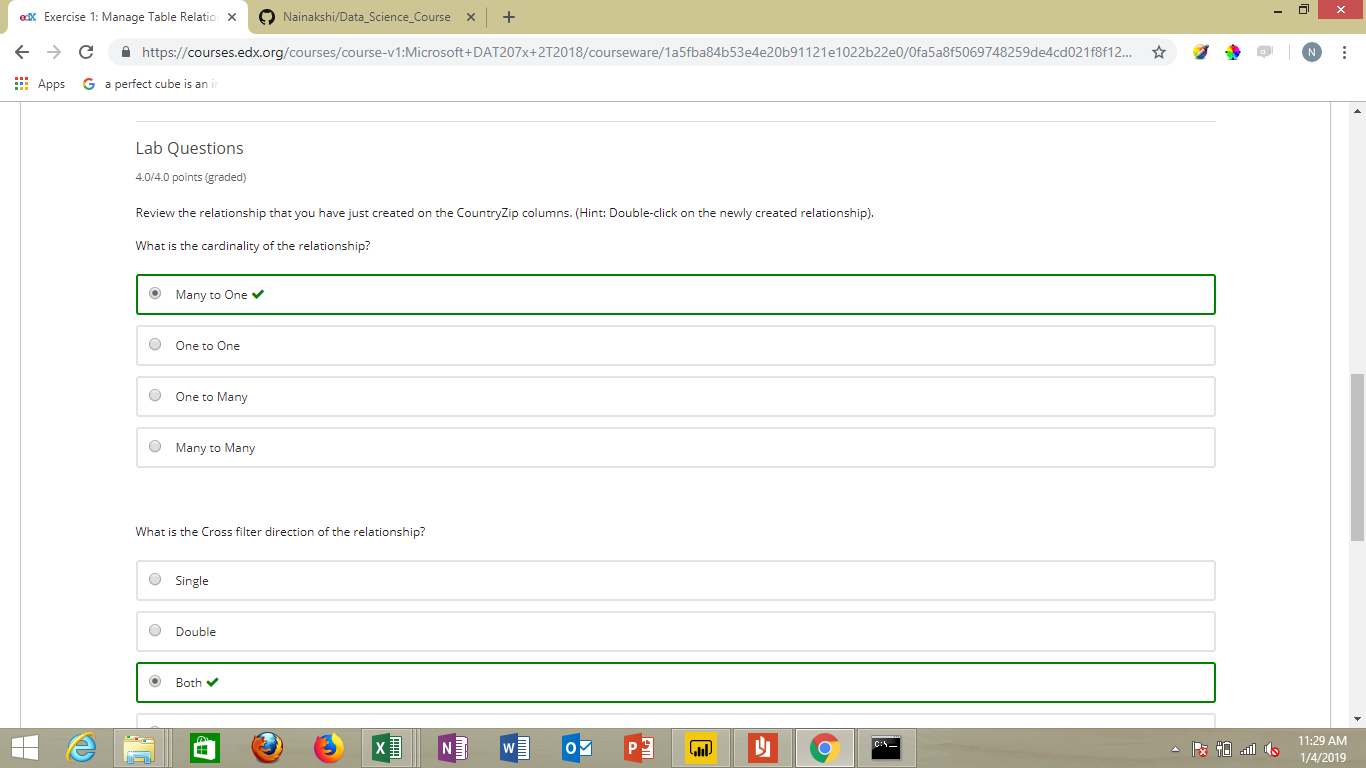 edX Exercise 1: Manage Table Relatio
Nainakshi/Data_Science_Course
https://courses.edx.org/courses/course-v1:Microsoft+DAT207x+2T2018/courseware/1a5fba84b53e4e20b91121e1022b22e0/0fa5a8f5069748259de4cd021f8f12...
N
Apps
a perfect cube is an i
Lab Questions
4.0/4.0 points (graded)
Review the relationship that you have just created on the CountryZip columns. (Hint: Double-click on the newly created relationship).
What is the cardinality of the relationship?
Many to One
One to One
One to Many
Many to Many
What is the Cross filter direction of the relationship?
Single
Double
Both
11:29 AM
1/4/2019